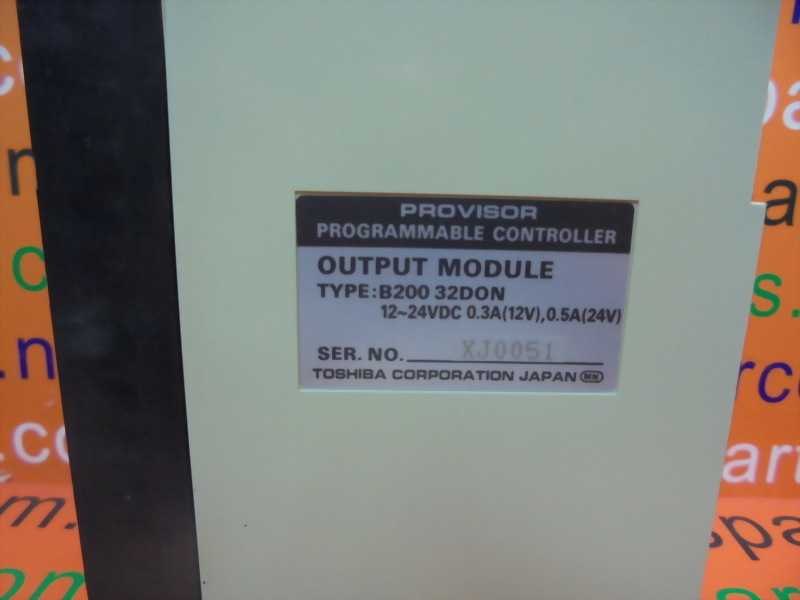 PROVISOR
PROGRAMMABLE CONTROLLER
OUTPUT MODULE
TYPE:B200 32DON
12~24VDC 0.3A(12V),0.5A(24V)
SER. NO. XJ0051
TOSHIBA CORPORATION JAPAN MN